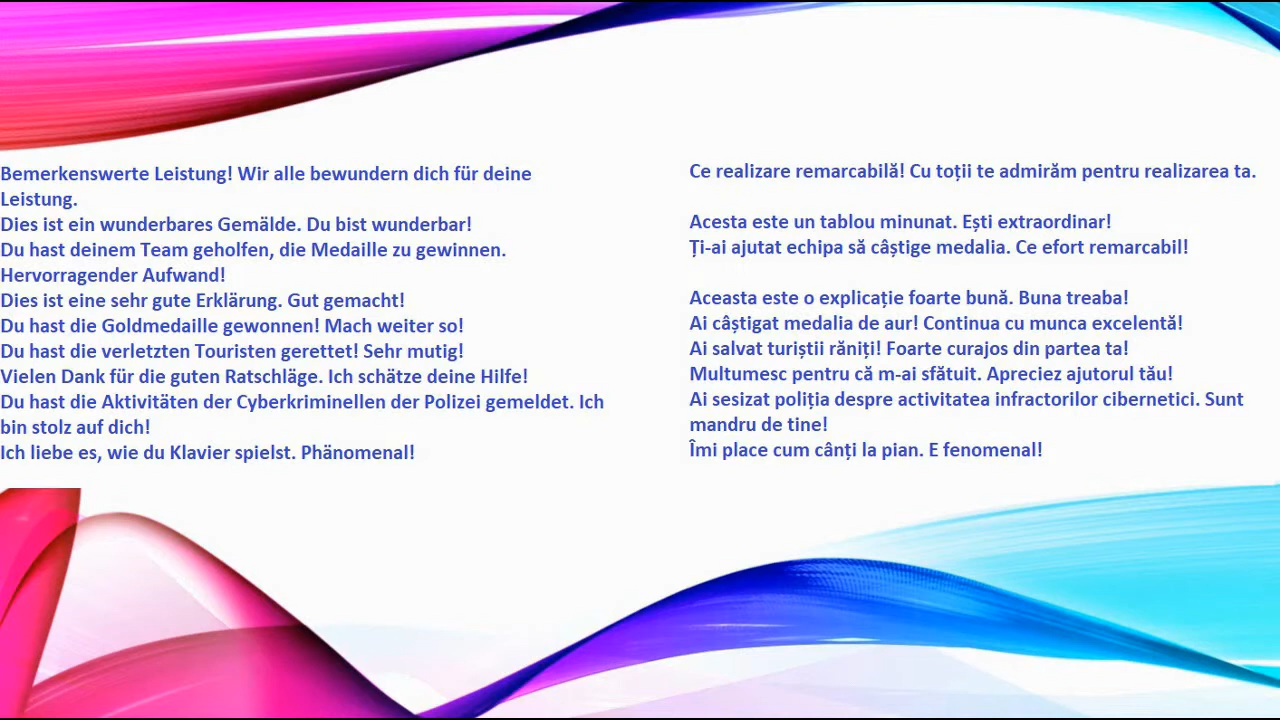 Bemerkenswerte Leistung! Wir alle bewundern dich für deine
Leistung.
Dies ist ein wunderbares Gemälde. Du bist wunderbar!
Du hast deinem Team geholfen, die Medaille zu gewinnen.
Hervorragender Aufwand!
Dies ist eine sehr gute Erklärung. Gut gemacht!
Du hast die Goldmedaille gewonnen! Mach weiter so!
Du hast die verletzten Touristen gerettet! Sehr mutig!
Vielen Dank für die guten Ratschläge. Ich schätze deine Hilfe!
Du hast die Aktivitäten der Cyberkriminellen der Polizei gemeldet. Ich
bin stolz auf dich!
Ich liebe es, wie du Klavier spielst. Phänomenal!
Ce realizare remarcabilă! Cu toții te admirăm pentru realizarea ta.
Acesta este un tablou minunat. Ești extraordinar!
Ți-ai ajutat echipa să câștige medalia. Ce efort remarcabil!
Aceasta este o explicație foarte bună. Buna treaba!
Ai câștigat medalia de aur! Continua cu munca excelentă!
Ai salvat turiștii răniți! Foarte curajos din partea ta!
Multumesc pentru că m-ai sfătuit. Apreciez ajutorul tău!
Ai sesizat poliția despre activitatea infractorilor cibernetici. Sunt
mandru de tine!
Îmi place cum cânți la pian. E fenomenal!